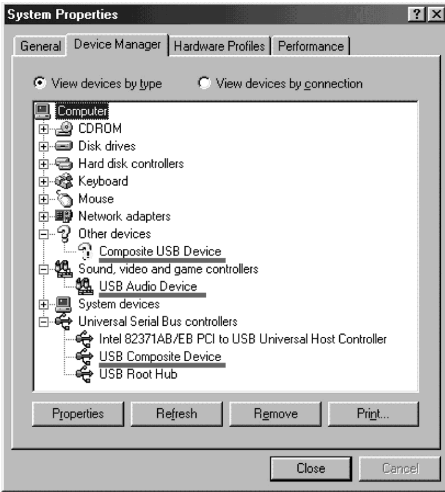 System Properties
General Device Manager Hardware Profiles Performance
View devices by type View devices by connection
Computer
CDROM
Disk drives
Hard disk controllers
Keyboard
Mouse
Network adapters
Other devices
Composite USB Device
Sound, video and game controllers
USB Audio Device
System devices
Universal Serial Bus controllers
Intel 82371AB/EB PCI to USB Universal Host Controller
USB Composite Device
USB Root Hub
Properties Refresh Remove Print...
Close Cancel